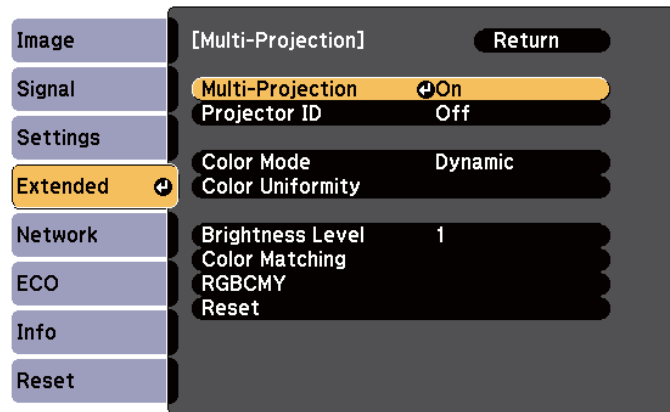 Image
Signal
Settings
Extended
Network
ECO
Info
Reset
[Multi-Projection] Return
Multi-Projection On
Projector ID Off
Color Mode Dynamic
Color Uniformity
Brightness Level 1
Color Matching
RGBCMY
Reset